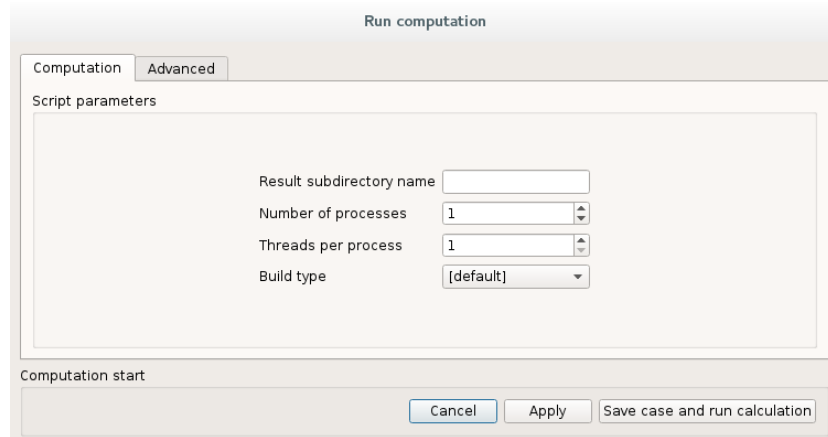 Run computation
Computation Advanced
Script parameters
Result subdirectory name
Number of processes 1
Threads per process 1
Build type [default]
Computation start
Cancel Apply Save case and run calculation